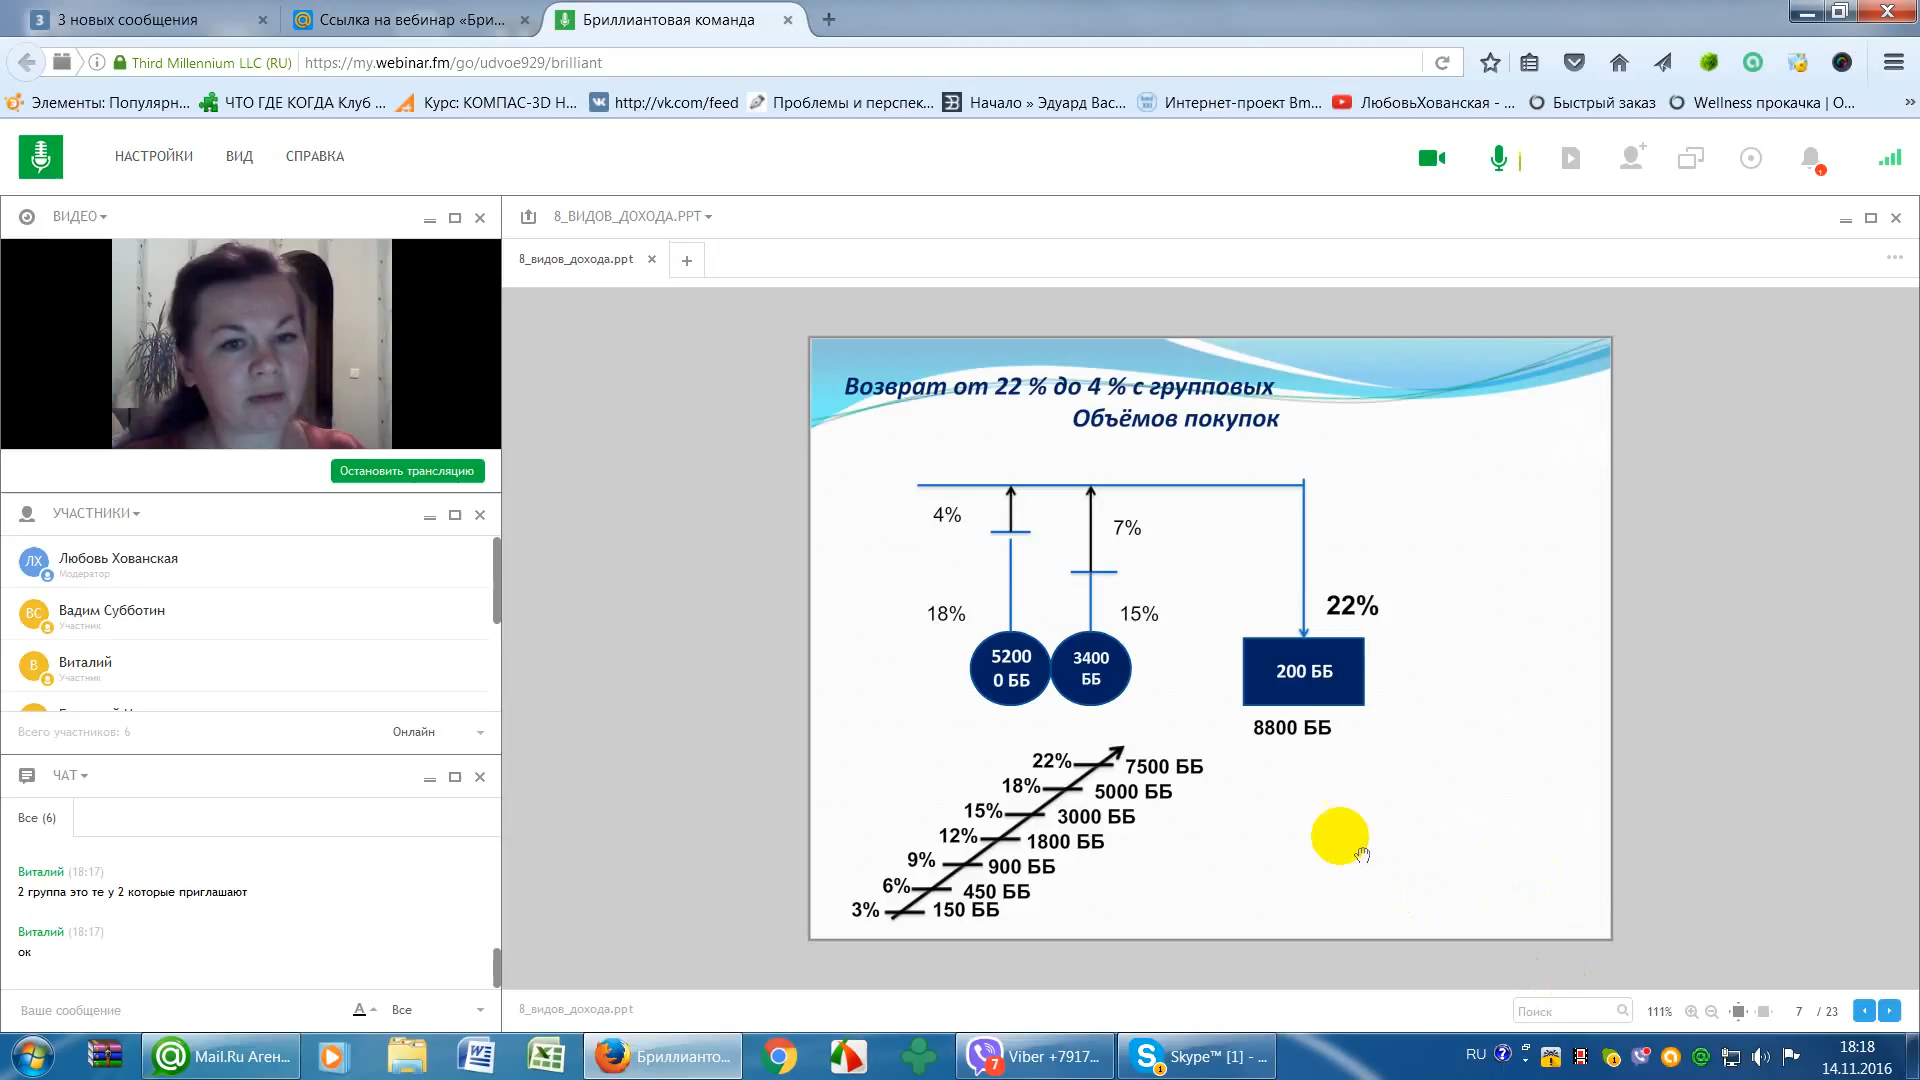 3 новых сообщения
Ссылка на вебинар «Бри...
Бриллиантовая команда
Third Millennium LLC (RU)
https://my.webinar.fm/go/udvoe929/brilliant
Элементы: Популярн...
ЧТО ГДЕ КОГДА Клуб ...
Курс: КОМПАС-3D Н...
http://vk.com/feed
Проблемы и перспек...
Начало » Эдуард Вас...
Интернет-проект Bm...
ЛюбовьХованская - ...
Быстрый заказ
Wellness прокачка | О...
НАСТРОЙКИ
ВИД
СПРАВКА
ВИДЕО
Остановить трансляцию
УЧАСТНИКИ
ЛХ
Любовь Хованская
Модератор
ВС
Вадим Субботин
Участник
В
Виталий
Участник
Всего участников: 6
Онлайн
ЧАТ
Все (6)
Виталий (18:17)
2 группа это те у 2 которые приглашают
Виталий (18:17)
ок
Ваше сообщение
A
Все
8_ВИДОВ_ДОХОДА.PPT
8_видов_дохода.ppt
Возврат от 22 % до 4 % с групповых
Объёмов покупок
4%
7%
18%
15%
22%
5200
0 ББ
3400
ББ
200 ББ
8800 ББ
22%
7500 ББ
18%
5000 ББ
15%
3000 ББ
12%
1800 ББ
9%
900 ББ
6%
450 ББ
3%
150 ББ
8_видов_дохода.ppt
Поиск
111%
7 / 23
Mail.Ru Аген...
Бриллианто...
Viber +7917...
7
Skype™ [1] - ...
RU
18:18
14.11.2016